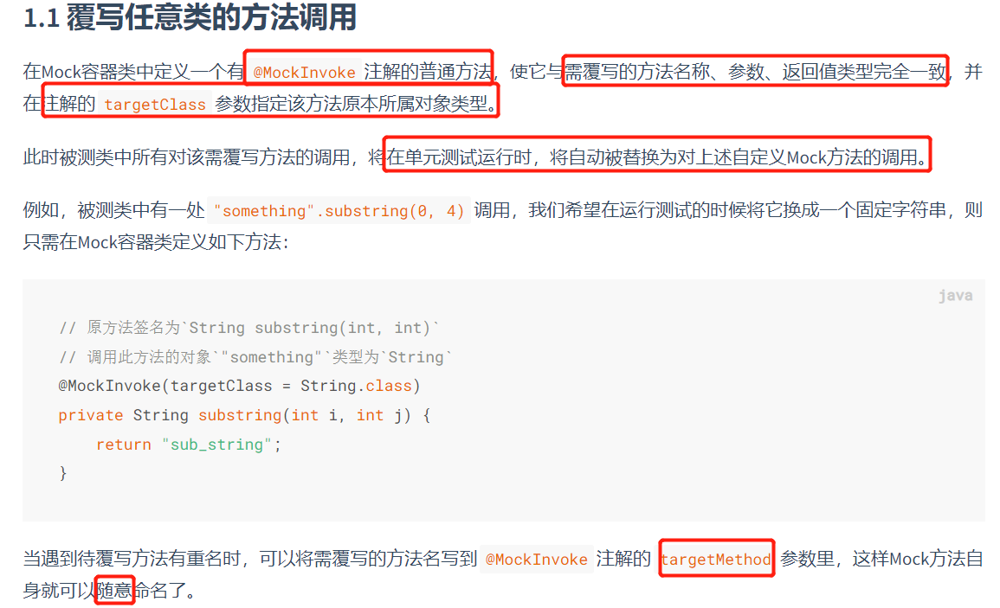 1.1 覆写任意类的方法调用
在Mock容器类中定义一个有 @MockInvoke 注解的普通方法，使它与需覆写的方法名称、参数、返回值类型完全一致，并
在注解的 targetClass 参数指定该方法原本所属对象类型。
此时被测类中所有对该需覆写方法的调用，将在单元测试运行时，将自动被替换为对上述自定义Mock方法的调用。
例如，被测类中有一处 "something".substring(0, 4) 调用，我们希望在运行测试的时候将它换成一个固定字符串，则
只需在Mock容器类定义如下方法：
java
// 原方法签名为`String substring(int, int)`
// 调用此方法的对象`"something"`类型为`String`
@MockInvoke(targetClass = String.class)
private String substring(int i, int j) {
    return "sub_string";
}
当遇到待覆写方法有重名时，可以将需覆写的方法名写到 @MockInvoke 注解的 targetMethod 参数里，这样Mock方法自
身就可以随意命名了。